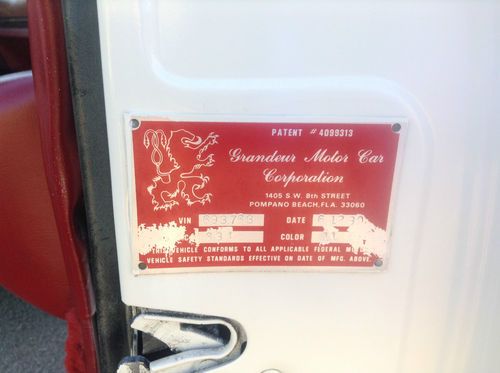 PATENT # 4099313
Grandeur Motor Car
Corporation
1405 S.W. 8th STREET
POMPANO BEACH, FLA. 33060
VIN DATE
COLOR
VEHICLE CONFORMS TO ALL APPLICABLE FEDERAL
VEHICLE SAFETY STANDARDS EFFECTIVE ON DATE OF MFG. ABOVE.